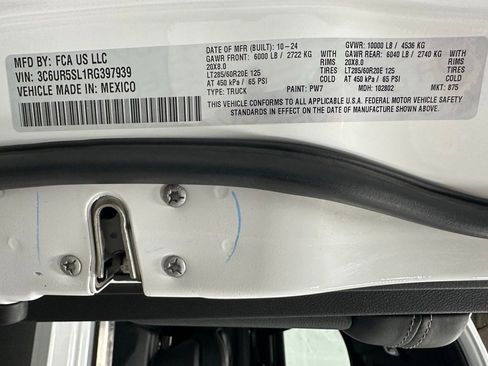 MFD BY: FCA US LLC
VIN: 3C6UR5SL1RG397939
VEHICLE MADE IN: MEXICO
DATE OF MFR (BUILT): 10-24
GAWR FRONT: 6000 LB / 2722 KG
20X8.0 WITH RIMS
LT285/60R20E 125 TIRES
AT 450 kPa / 65 PSI COLD
TYPE: TRUCK
GVWR: 10000 LB / 4536 KG
GAWR REAR: 6040 LB / 2740 KG
20X8.0 WITH RIMS
LT285/60R20E 125 TIRES
AT 450 kPa / 65 PSI COLD
PAINT: PW7 MDH: 102802 MKT: 875
THIS VEHICLE CONFORMS TO ALL APPLICABLE U.S.A. FEDERAL MOTOR VEHICLE SAFETY
STANDARDS IN EFFECT ON THE DATE OF MANUFACTURE SHOWN ABOVE.